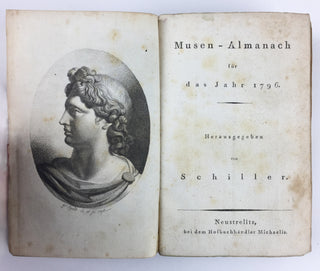 Musen-Almanach
für
das Jahr 1796.
Herausgegeben
von
Schiller.
Neustrelitz,
bei dem Hofbuchhändler Michaelis.